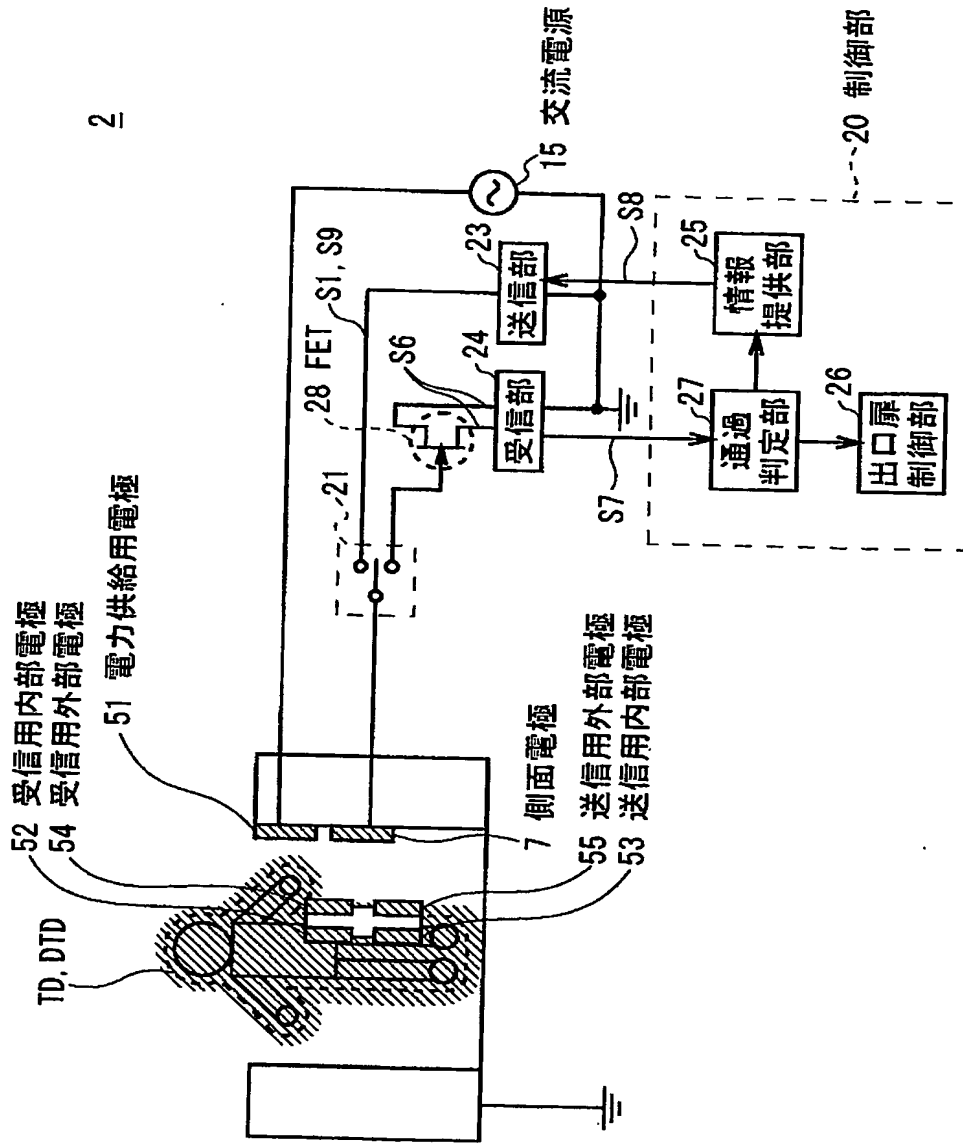 2
TD, DTD
52 受信用内部電極
54 受信用外部電極
51 電力供給用電極
21
28 FET
S1, S9
15 交流電源
S6
24
受信部
23
送信部
7 側面電極
55 送信用外部電極
53 送信用内部電極
S7
S8
27
通過
判定部
25
情報
提供部
26
出口扉
制御部
20 制御部